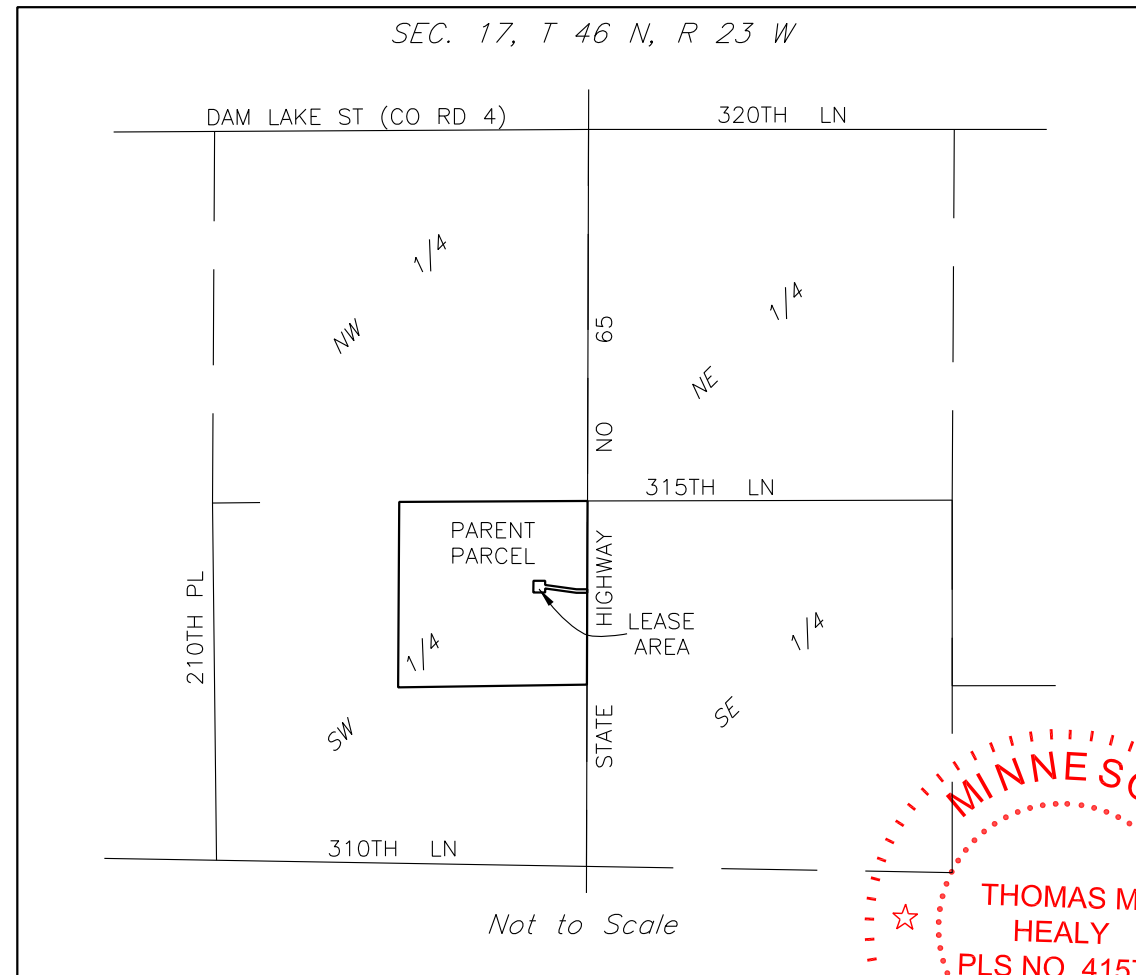 SEC. 17, T 46 N, R 23 W
DAM LAKE ST (CO RD 4)
320TH LN
NW 1/4
NE 1/4
STATE HIGHWAY NO 65
315TH LN
PARENT
PARCEL
LEASE
AREA
210TH PL
SW 1/4
SE 1/4
310TH LN
Not to Scale
THOMAS M
HEALY
PLS NO.